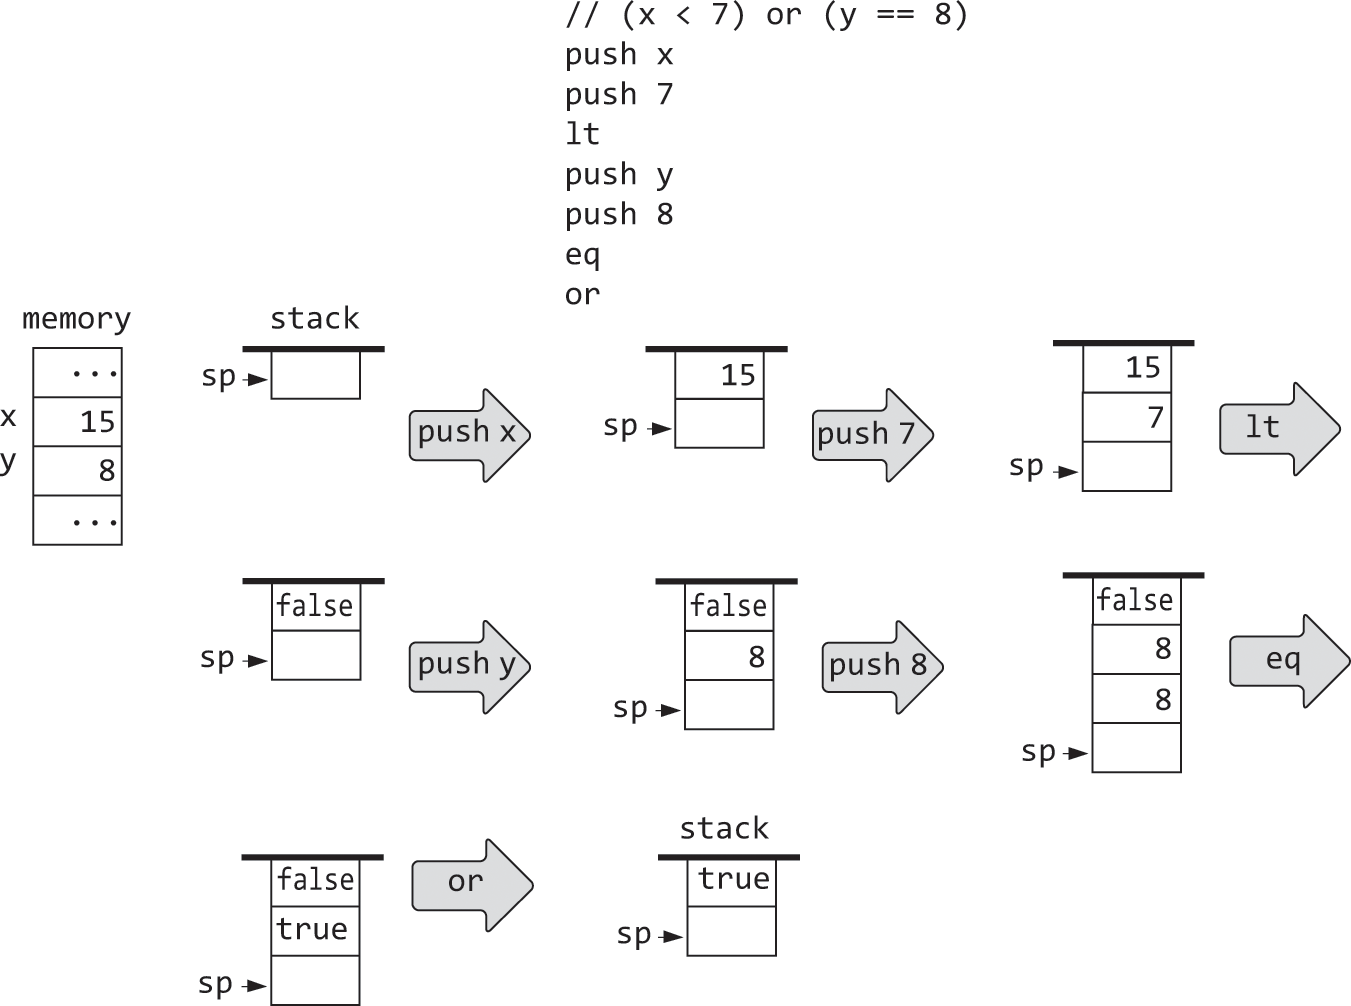 // (x < 7) or (y == 8)
push x
push 7
lt
push y
push 8
eq
or
memory
...
x 15
y 8
...
stack
sp
push x
15
sp
push 7
15
7
sp
lt
false
sp
push y
false
8
sp
push 8
false
8
8
sp
eq
false
true
sp
or
stack
true
sp